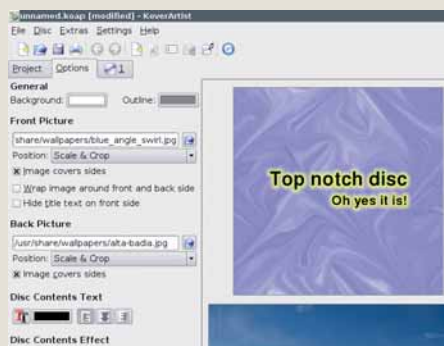 unnamed.koap [modified] - KoverArtist
File Disc Extras Settings Help
Project Options 1
General
Background: Outline:
Front Picture
share/wallpapers/blue_angle_swirl.jpg
Position: Scale & Crop
Image covers sides
Wrap image around front and back side
Hide title text on front side
Back Picture
/usr/share/wallpapers/alta-badia.jpg
Position: Scale & Crop
Image covers sides
Disc Contents Text
Disc Contents Effect
Top notch disc
Oh yes it is!